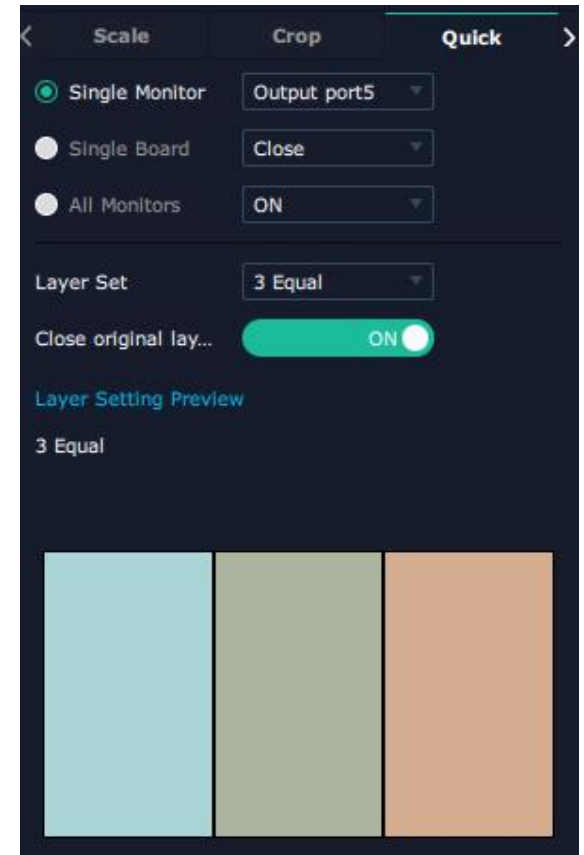 Scale Crop Quick
Single Monitor Output port5
Single Board Close
All Monitors ON
Layer Set 3 Equal
Close original lay... ON
Layer Setting Preview
3 Equal